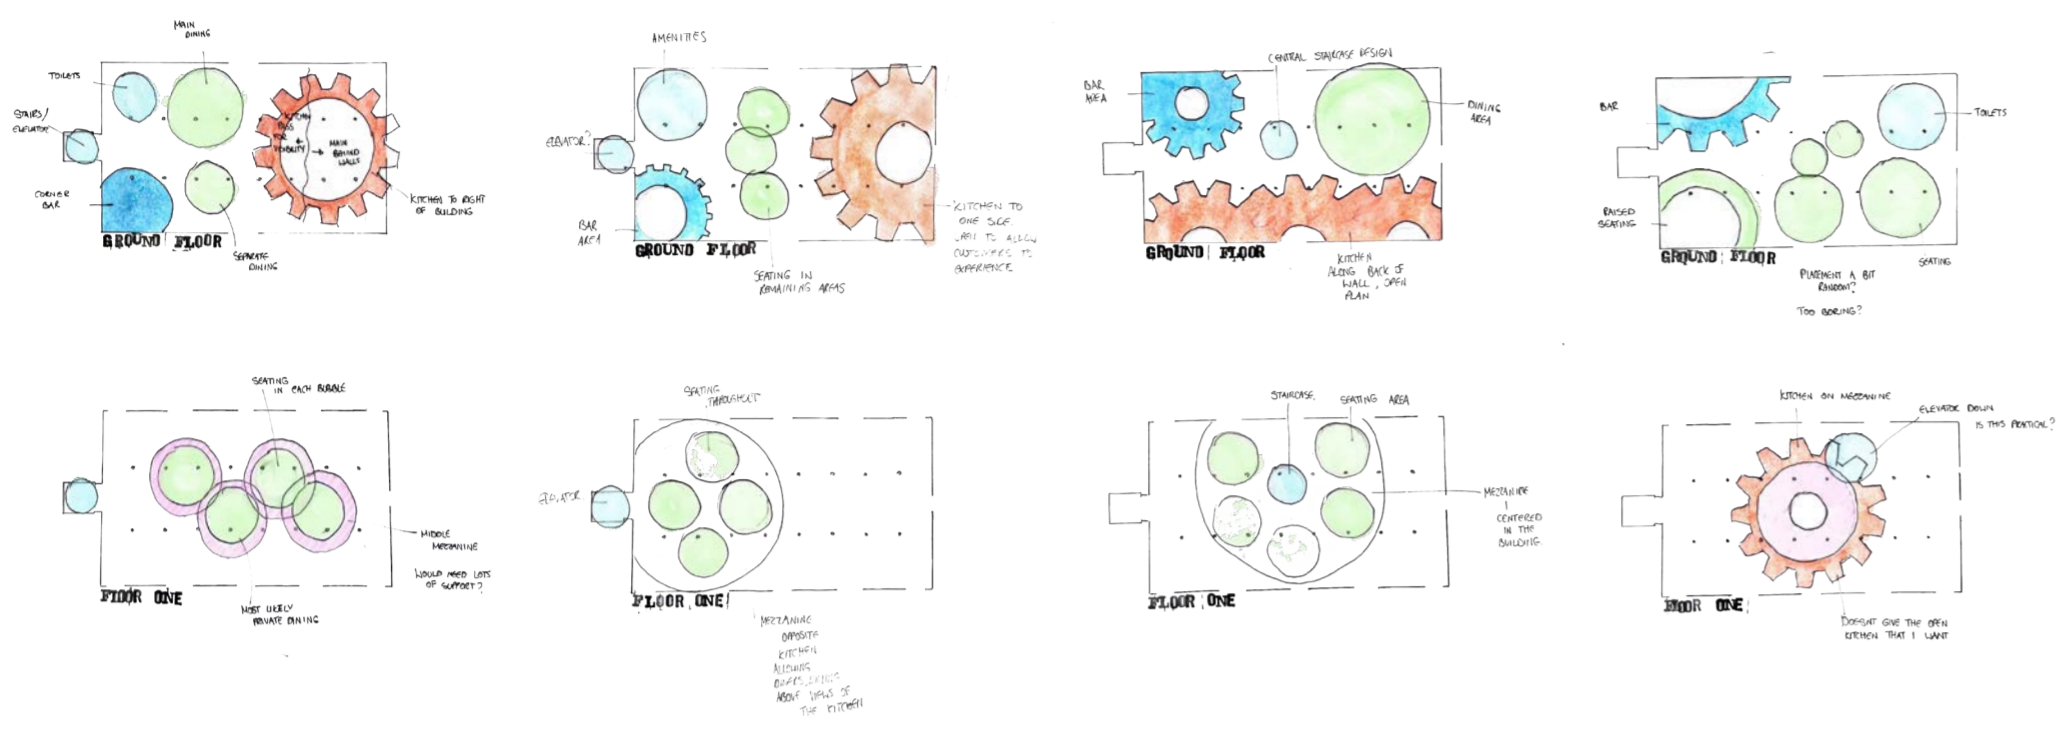 MAIN
DINING
TOILETS
STAIRS/
ELEVATOR
CORNER
BAR
KITCHEN
PASS
FOR
VISIBILITY
MAIN
BEHIND
WALLS
KITCHEN TO RIGHT
OF BUILDING
GROUND FLOOR
SEPARATE
DINING
AMENITIES
ELEVATOR?
BAR
AREA
GROUND FLOOR
SEATING IN
REMAINING AREAS
KITCHEN TO
ONE SIDE.
OPEN TO ALLOW
CUSTOMERS TO
EXPERIENCE
CENTRAL STAIRCASE DESIGN
BAR
AREA
DINING
AREA
GROUND FLOOR
KITCHEN
ALONG BACK OF
WALL, OPEN
PLAN
BAR
TOILETS
RAISED
SEATING
GROUND FLOOR
SEATING
PLACEMENT A BIT
RANDOM?
TOO BORING?
SEATING
IN EACH BUBBLE
MIDDLE
MEZZANINE
WOULD NEED LOTS
OF SUPPORT?
FLOOR ONE
MOST LIKELY
PRIVATE DINING
SEATING
THROUGHOUT
ELEVATOR
FLOOR ONE
MEZZANINE
OPPOSITE
KITCHEN
ALLOWING
DINERS
ABOVE VIEWS OF
THE KITCHEN
STAIRCASE
SEATING AREA
MEZZANINE
CENTERED
IN THE
BUILDING
FLOOR ONE
KITCHEN ON MEZZANINE
ELEVATOR DOWN
IS THIS PRACTICAL?
FLOOR ONE
DOESNT GIVE THE OPEN
KITCHEN THAT I WANT